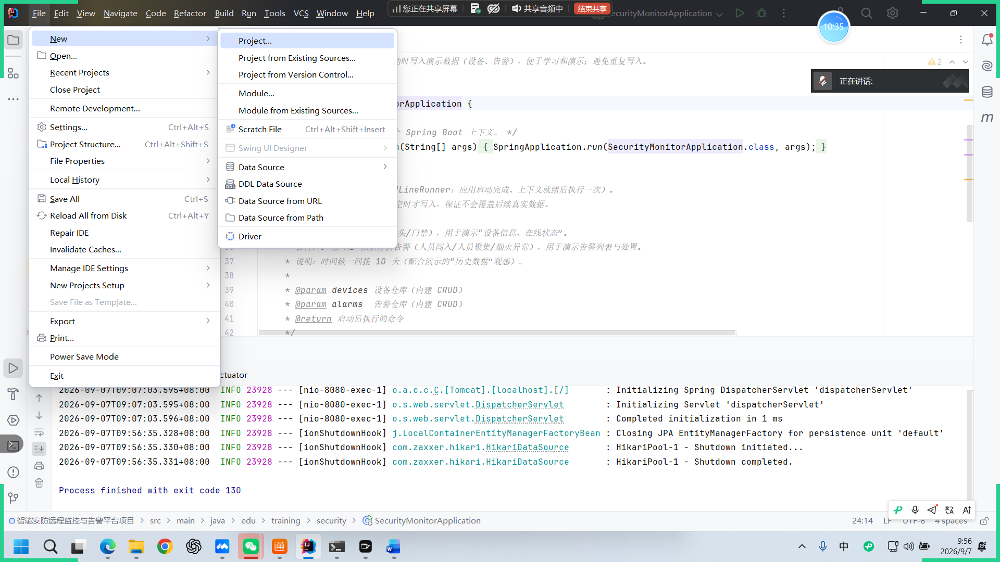 File Edit View Navigate Code Refactor Build Run Tools VCS Window Help
您正在共享屏幕 共享音频中 结束共享
ecurityMonitorApplication
10:35
New
Open...
Recent Projects
Close Project
Remote Development...
Settings... Ctrl+Alt+S
Project Structure... Ctrl+Alt+Shift+S
File Properties
Local History
Save All Ctrl+S
Reload All from Disk Ctrl+Alt+Y
Repair IDE
Invalidate Caches...
Manage IDE Settings
New Projects Setup
Save File as Template...
Export
Print...
Power Save Mode
Exit
Project...
Project from Existing Sources...
Project from Version Control...
Module...
Module from Existing Sources...
Scratch File Ctrl+Alt+Shift+Insert
Swing UI Designer
Data Source
DDL Data Source
Data Source from URL
Data Source from Path
Driver
时写入演示数据（设备、告警），便于学习和演示；避免重复写入。
2
正在讲话:
orApplication {
Spring Boot 上下文。 */
(String[] args) { SpringApplication.run(SecurityMonitorApplication.class, args); }
LineRunner：应用启动完成、上下文就绪后执行一次）。
空时才写入，保证不会覆盖后续真实数据。
头/门禁），用于演示“设备信息、在线状态”。
告警（人员闯入/人员聚集/烟火异常），用于演示告警列表与处置。
37 * 说明：时间统一回拨 10 天（配合演示的“历史数据”观感）。
38 *
39 * @param devices 设备仓库（内建 CRUD）
40 * @param alarms 告警仓库（内建 CRUD）
41 * @return 启动后执行的命令
42 */
ctuator
2026-09-07T09:07:03.595+08:00 INFO 23928 --- [nio-8080-exec-1] o.a.c.c.C.[Tomcat].[localhost].[/] : Initializing Spring DispatcherServlet 'dispatcherServlet'
2026-09-07T09:07:03.595+08:00 INFO 23928 --- [nio-8080-exec-1] o.s.web.servlet.DispatcherServlet : Initializing Servlet 'dispatcherServlet'
2026-09-07T09:07:03.596+08:00 INFO 23928 --- [nio-8080-exec-1] o.s.web.servlet.DispatcherServlet : Completed initialization in 1 ms
2026-09-07T09:56:35.328+08:00 INFO 23928 --- [ionShutdownHook] j.LocalContainerEntityManagerFactoryBean : Closing JPA EntityManagerFactory for persistence unit 'default'
2026-09-07T09:56:35.330+08:00 INFO 23928 --- [ionShutdownHook] com.zaxxer.hikari.HikariDataSource : HikariPool-1 - Shutdown initiated...
2026-09-07T09:56:35.331+08:00 INFO 23928 --- [ionShutdownHook] com.zaxxer.hikari.HikariDataSource : HikariPool-1 - Shutdown completed.
Process finished with exit code 130
智能安防远程监控与告警平台项目 > src > main > java > edu > training > security > SecurityMonitorApplication
24:14 LF UTF-8 4 spaces
中
9:56
2026/9/7